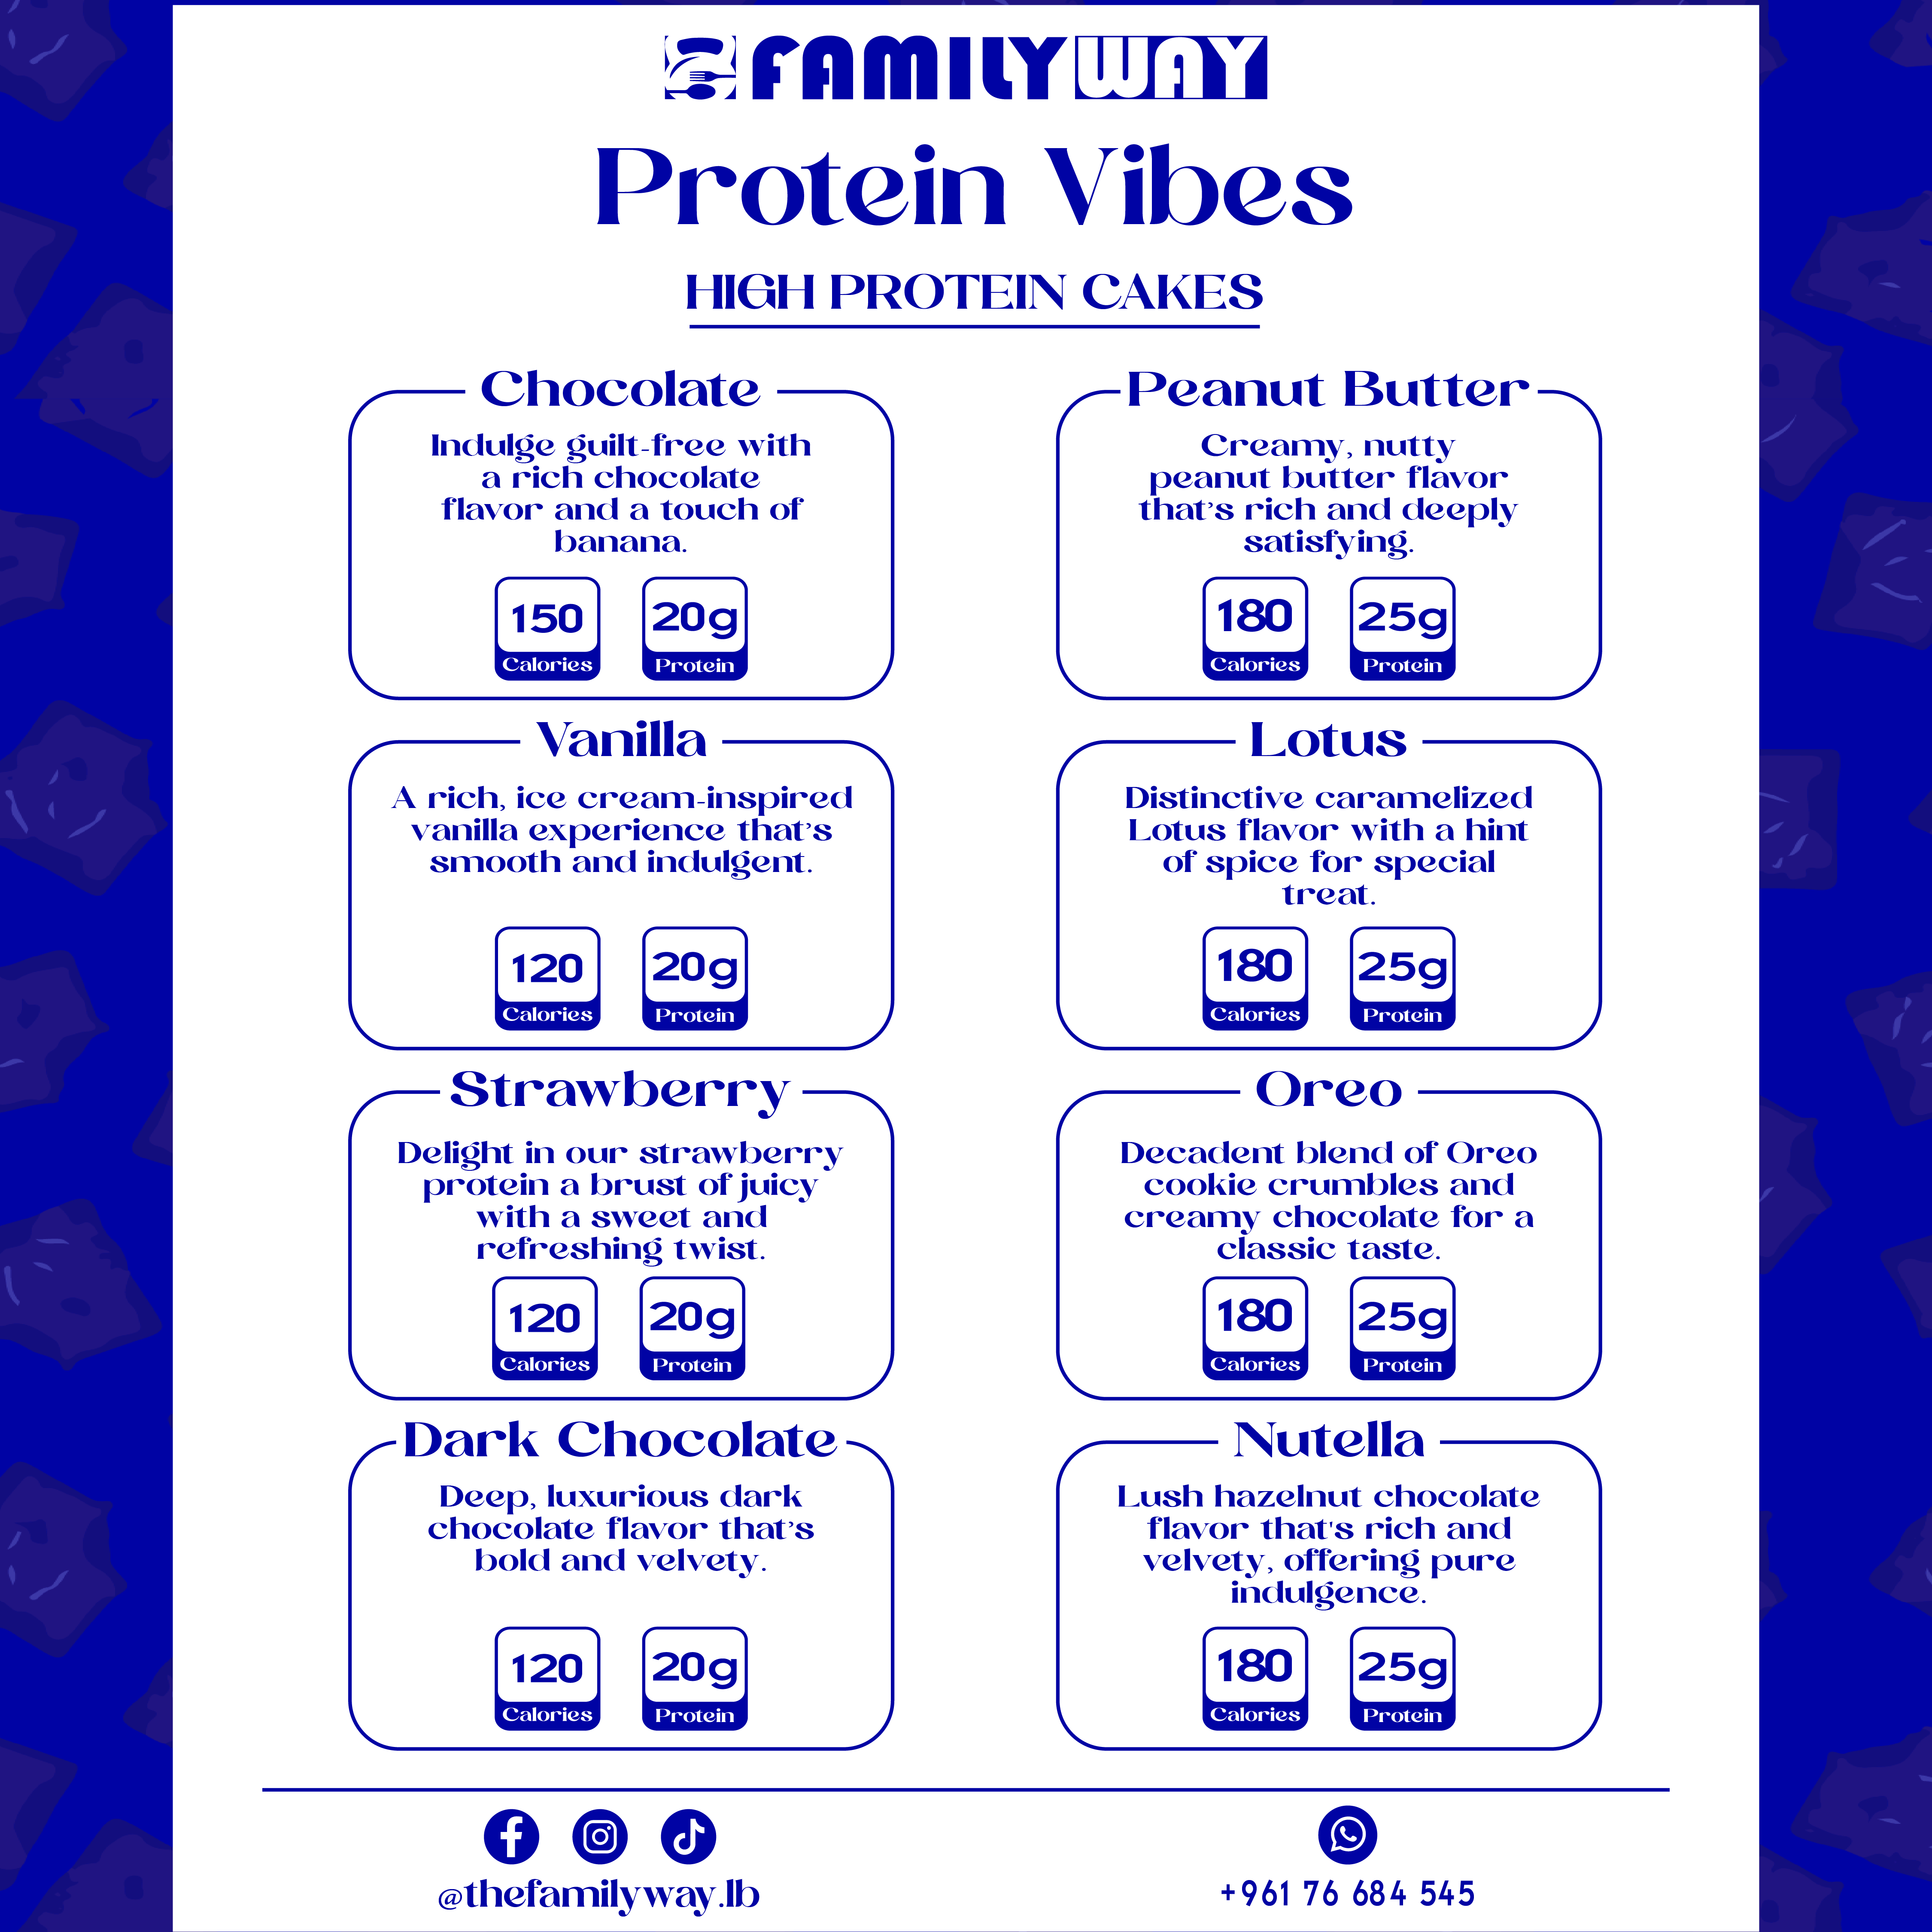 FAMILYWAY
Protein Vibes
HIGH PROTEIN CAKES
Chocolate
Indulge guilt-free with
a rich chocolate
flavor and a touch of
banana.
150
Calories
20g
Protein
Peanut Butter
Creamy, nutty
peanut butter flavor
that's rich and deeply
satisfying.
180
Calories
25g
Protein
Vanilla
A rich, ice cream-inspired
vanilla experience that's
smooth and indulgent.
120
Calories
20g
Protein
Lotus
Distinctive caramelized
Lotus flavor with a hint
of spice for special
treat.
180
Calories
25g
Protein
Strawberry
Delight in our strawberry
protein a brust of juicy
with a sweet and
refreshing twist.
120
Calories
20g
Protein
Oreo
Decadent blend of Oreo
cookie crumbles and
creamy chocolate for a
classic taste.
180
Calories
25g
Protein
Dark Chocolate
Deep, luxurious dark
chocolate flavor that's
bold and velvety.
120
Calories
20g
Protein
Nutella
Lush hazelnut chocolate
flavor that's rich and
velvety, offering pure
indulgence.
180
Calories
25g
Protein
@thefamilyway.lb
+961 76 684 545